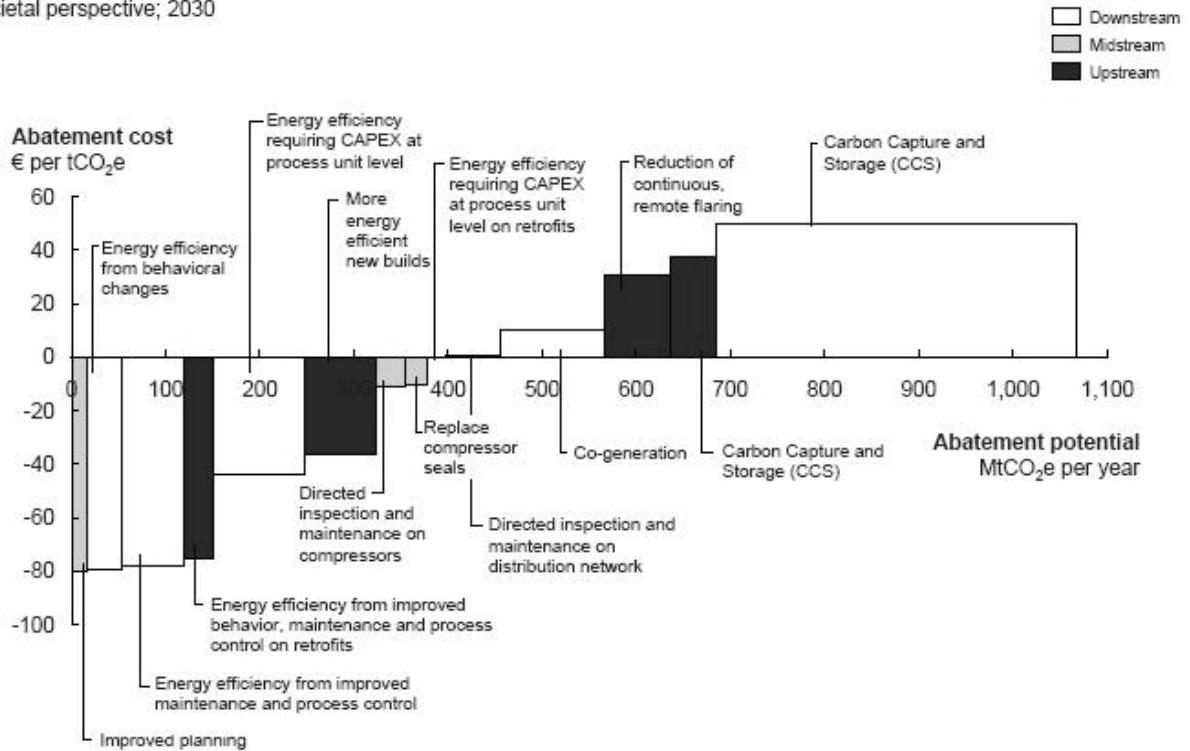 cietal perspective; 2030
Downstream
Midstream
Upstream
Abatement cost
€ per tCO₂e
Energy efficiency
requiring CAPEX at
process unit level
Energy efficiency
requiring CAPEX
at process unit
level on retrofits
Reduction of
continuous,
remote flaring
Carbon Capture and
Storage (CCS)
More
energy
efficient
new builds
Energy efficiency
from behavioral
changes
60
40
20
0
-20
-40
-60
-80
-100
0 100 200 300 400 500 600 700 800 900 1,000 1,100
Abatement potential
MtCO₂e per year
Replace
compressor
seals
Co-generation
Carbon Capture and
Storage (CCS)
Directed
inspection and
maintenance on
compressors
Directed inspection and
maintenance on
distribution network
Energy efficiency from improved
behavior, maintenance and process
control on retrofits
Energy efficiency from improved
maintenance and process control
Improved planning